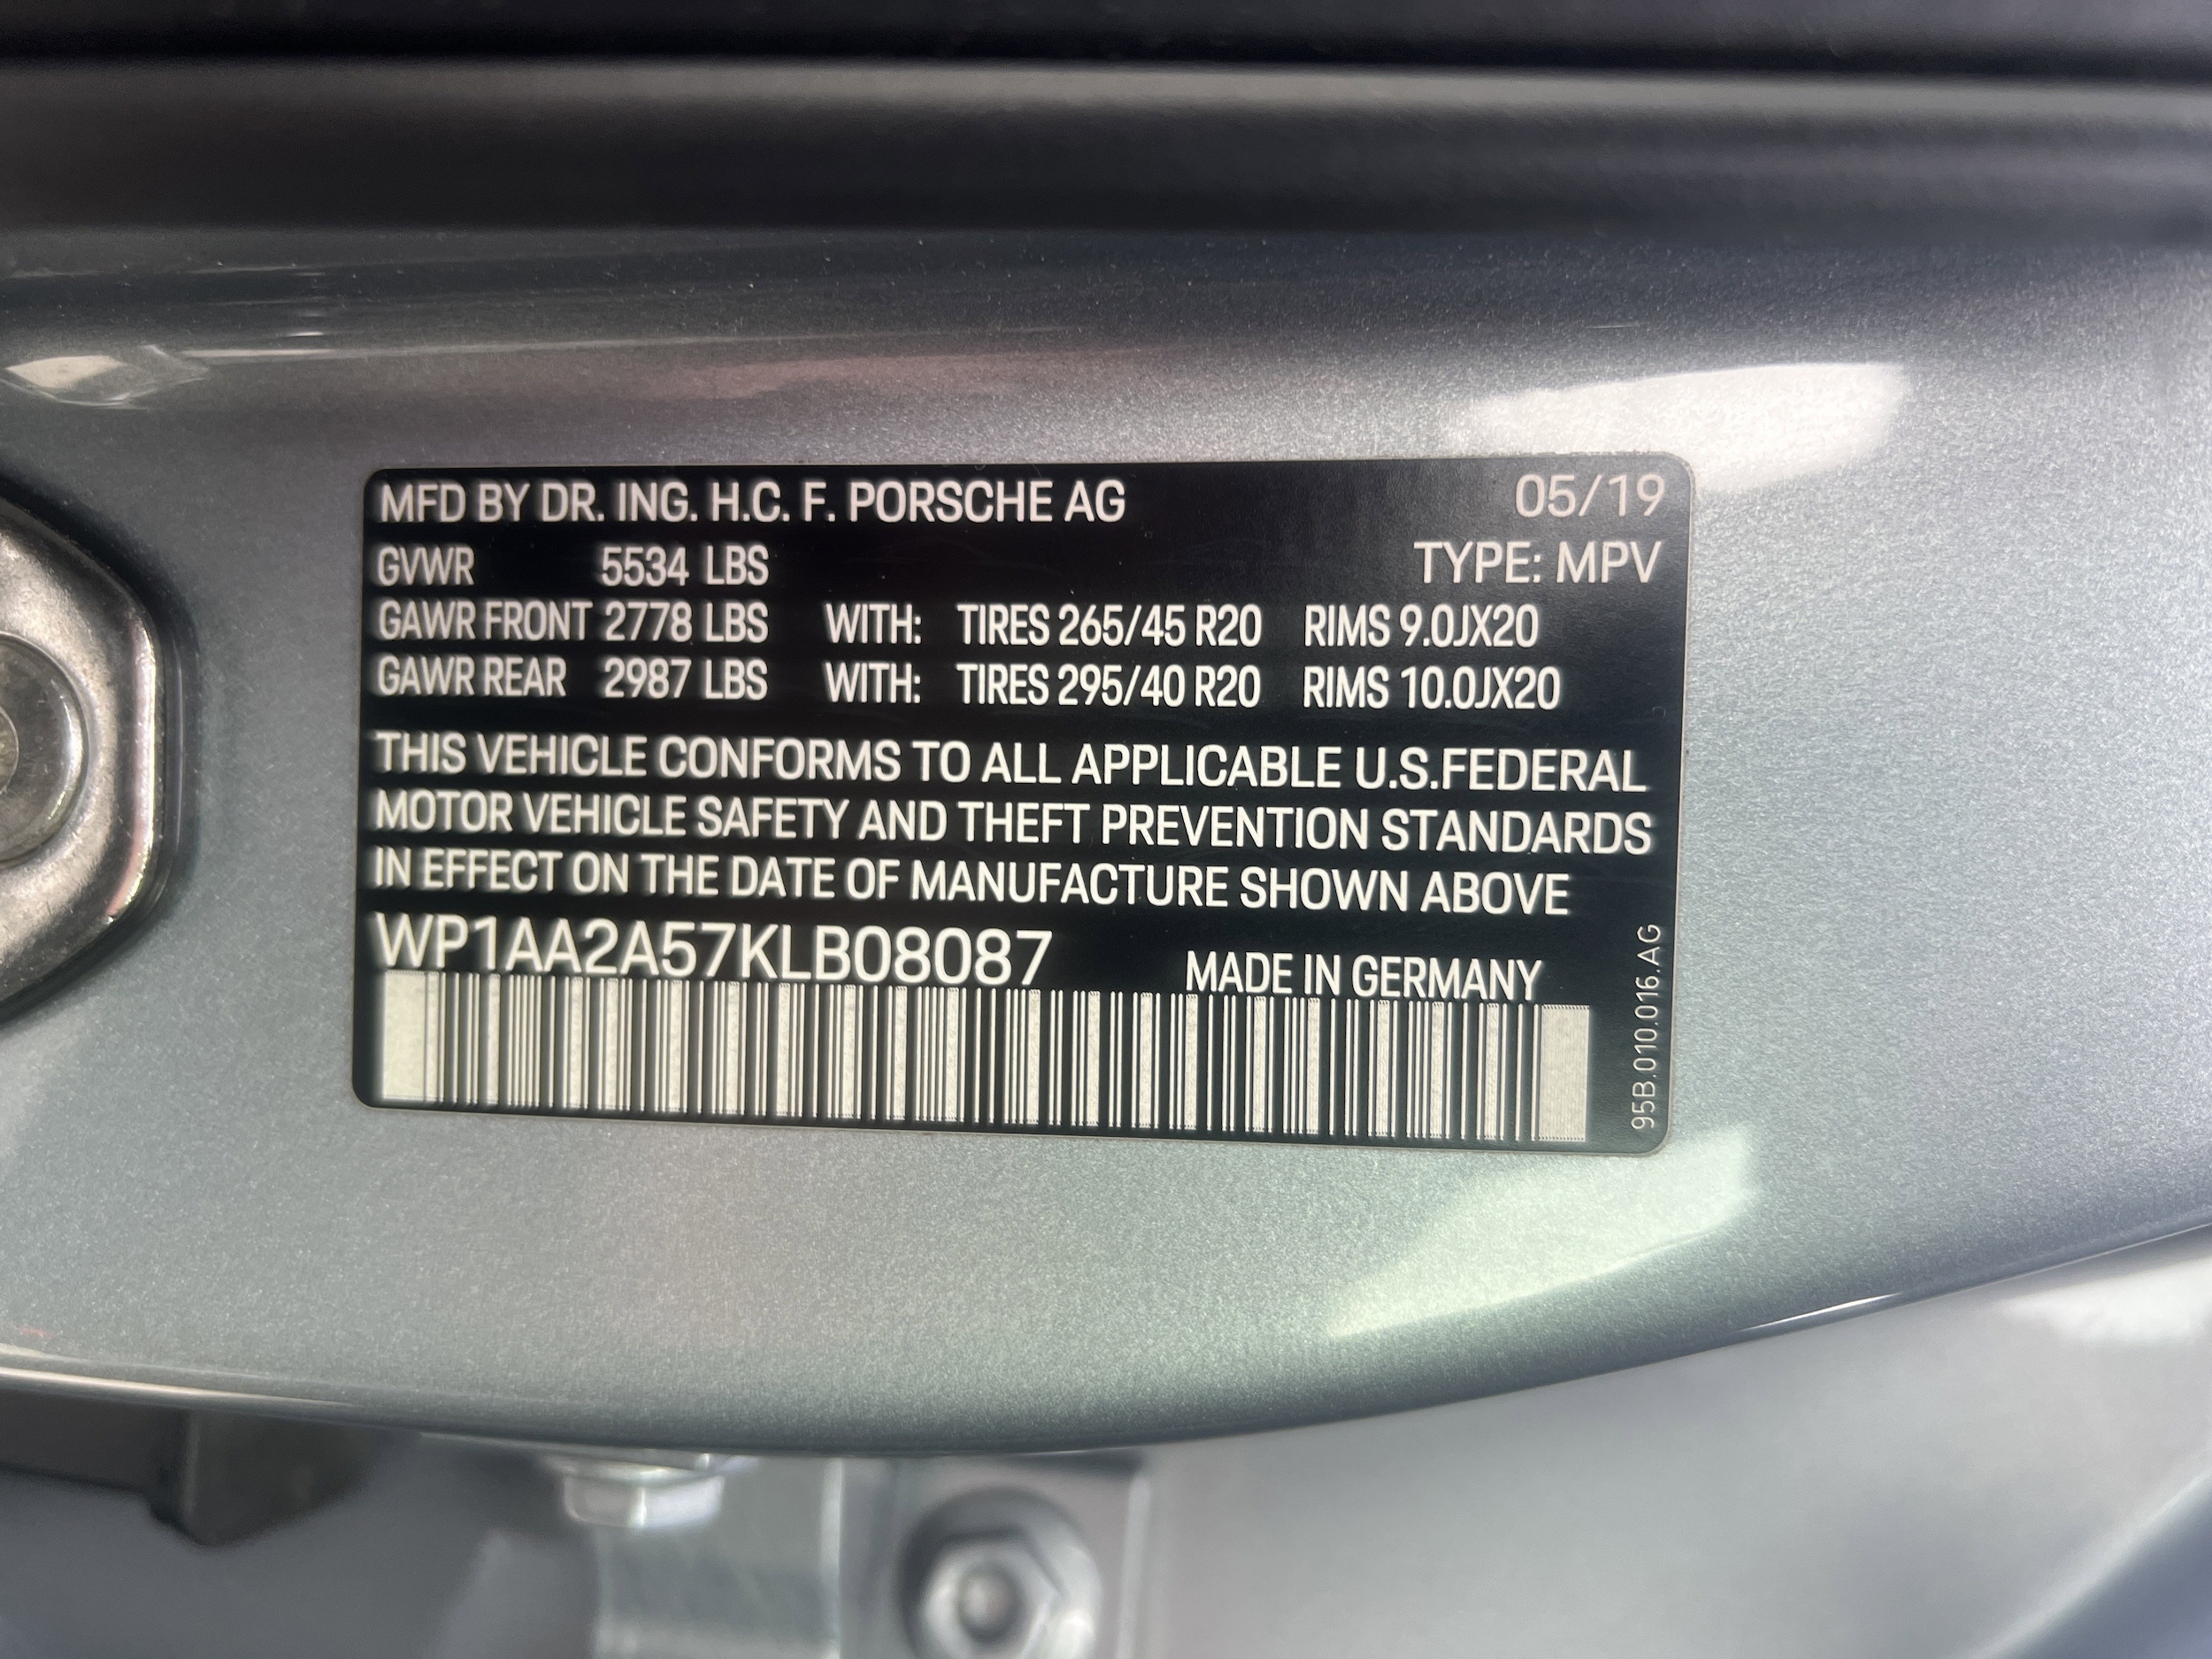 MFD BY DR. ING. H.C. F. PORSCHE AG 05/19
GVWR 5534 LBS TYPE: MPV
GAWR FRONT 2778 LBS WITH: TIRES 265/45 R20 RIMS 9.0JX20
GAWR REAR 2987 LBS WITH: TIRES 295/40 R20 RIMS 10.0JX20
THIS VEHICLE CONFORMS TO ALL APPLICABLE U.S.FEDERAL
MOTOR VEHICLE SAFETY AND THEFT PREVENTION STANDARDS
IN EFFECT ON THE DATE OF MANUFACTURE SHOWN ABOVE
WP1AA2A57KLB08087
MADE IN GERMANY
95B.010.016.AG